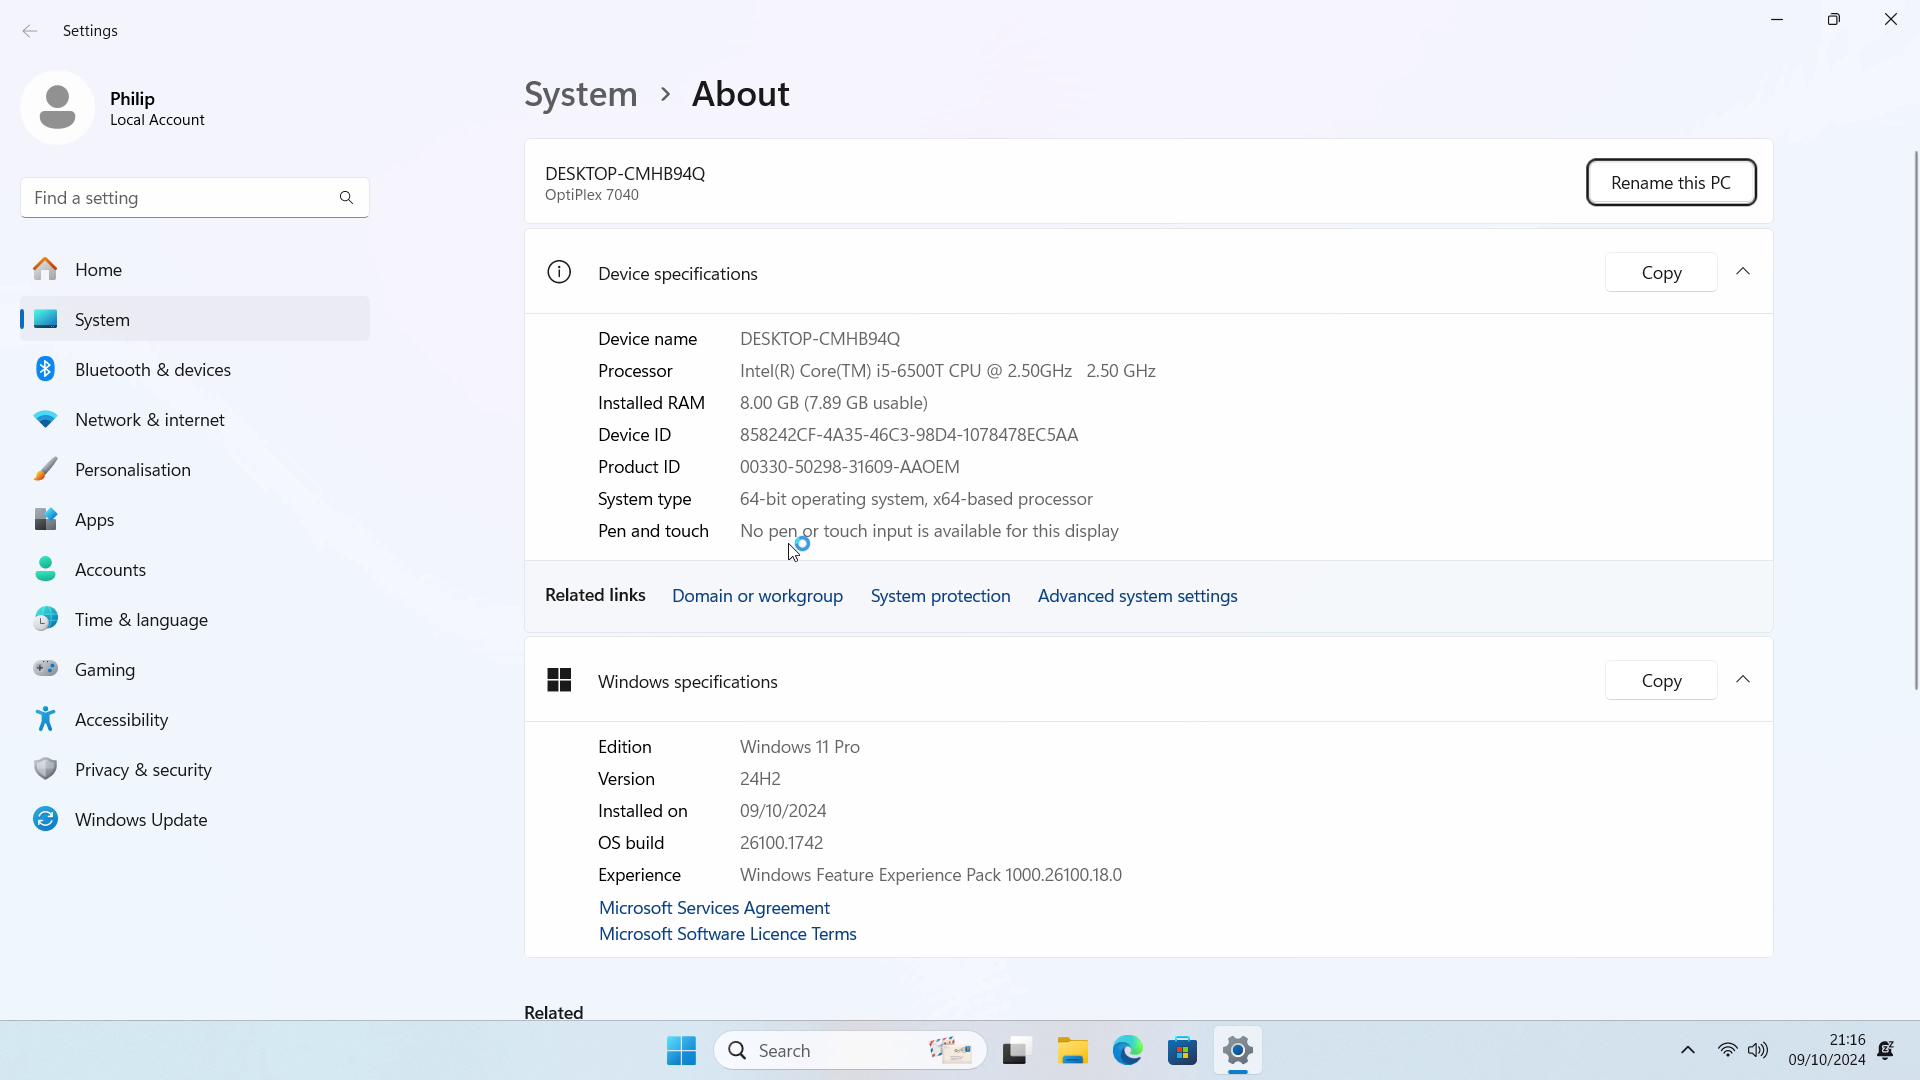 Settings
Philip
Local Account
Find a setting
Home
System
Bluetooth & devices
Network & internet
Personalisation
Apps
Accounts
Time & language
Gaming
Accessibility
Privacy & security
Windows Update
System > About
DESKTOP-CMHB94Q
OptiPlex 7040
Rename this PC
Device specifications
Copy
Device name DESKTOP-CMHB94Q
Processor Intel(R) Core(TM) i5-6500T CPU @ 2.50GHz 2.50 GHz
Installed RAM 8.00 GB (7.89 GB usable)
Device ID 858242CF-4A35-46C3-98D4-1078478EC5AA
Product ID 00330-50298-31609-AAOEM
System type 64-bit operating system, x64-based processor
Pen and touch No pen or touch input is available for this display
Related links Domain or workgroup System protection Advanced system settings
Windows specifications
Copy
Edition Windows 11 Pro
Version 24H2
Installed on 09/10/2024
OS build 26100.1742
Experience Windows Feature Experience Pack 1000.26100.18.0
Microsoft Services Agreement
Microsoft Software Licence Terms
Related
Search
21:16
09/10/2024